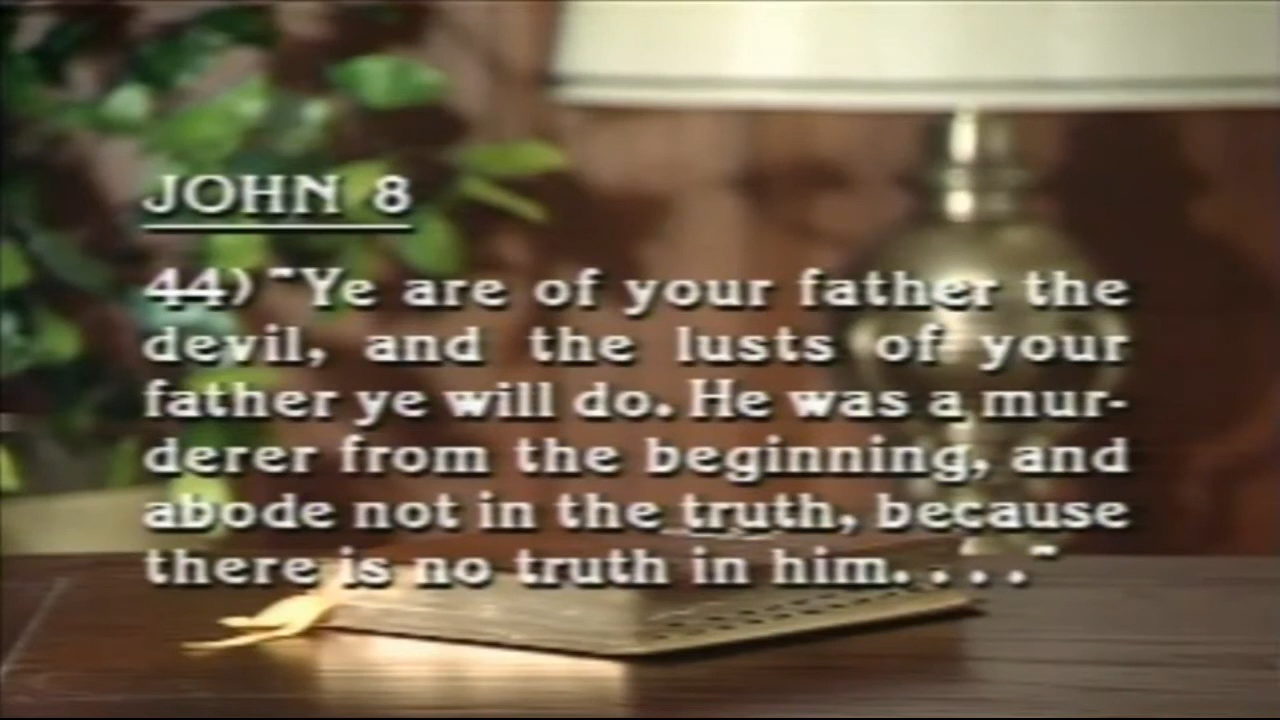 JOHN 8
44) "Ye are of your father the
devil, and the lusts of your
father ye will do. He was a mur-
derer from the beginning, and
abode not in the truth, because
there is no truth in him. . . ."